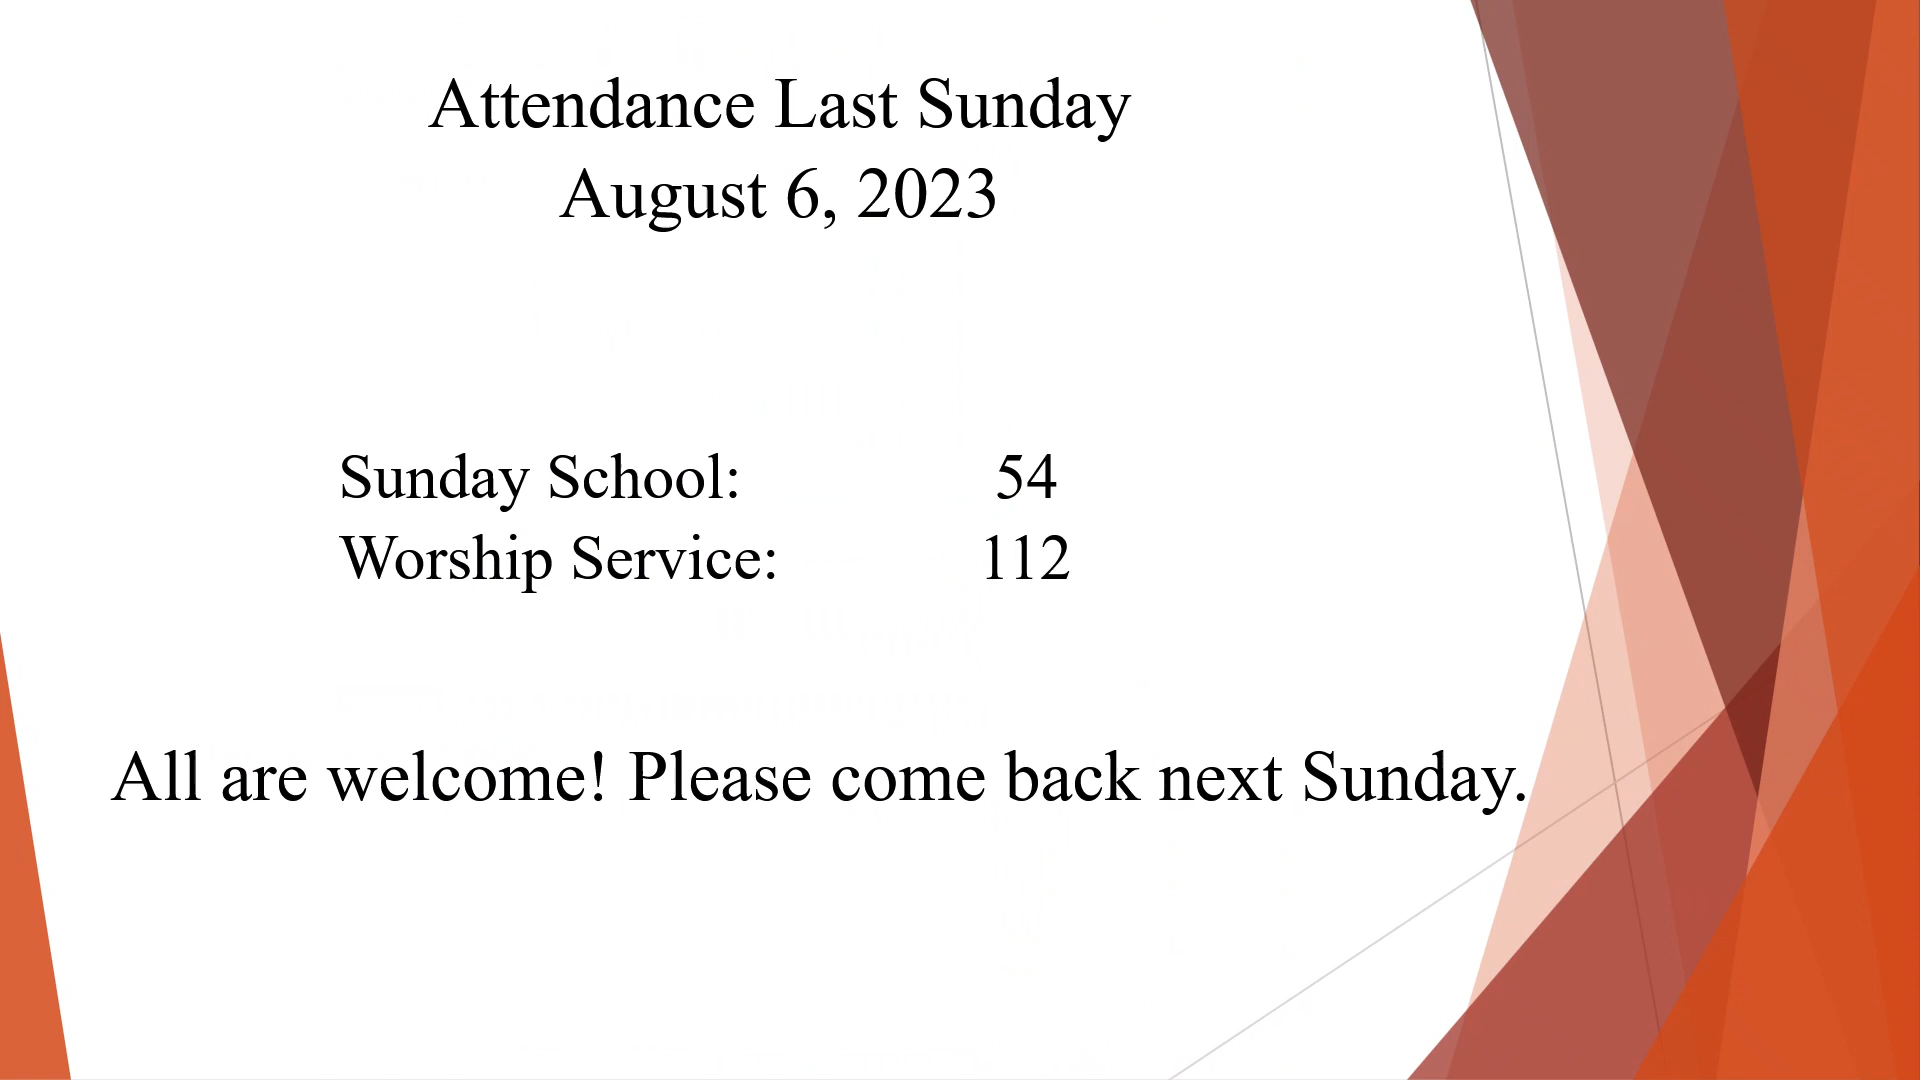 Attendance Last Sunday
August 6, 2023
Sunday School: 54
Worship Service: 112
All are welcome! Please come back next Sunday.